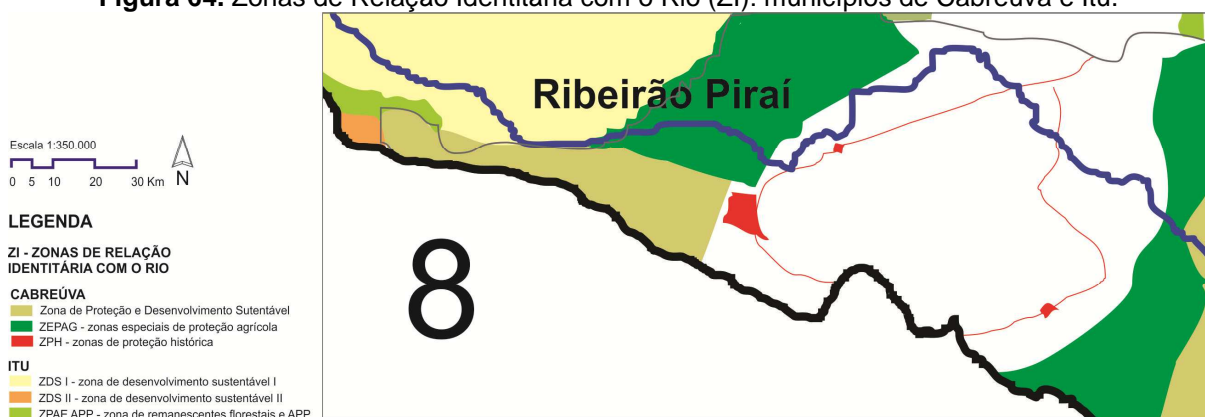 Figura 64. Zonas de Relação Identitária com o Rio (ZI): municípios de Cabreúva e Itu.
Ribeirão Piraí
Escala 1:350.000
0 5 10 20 30 Km N
LEGENDA
ZI - ZONAS DE RELAÇÃO
IDENTITÁRIA COM O RIO
CABREÚVA
Zona de Proteção e Desenvolvimento Sutentável
ZEPAG - zonas especiais de proteção agrícola
ZPH - zonas de proteção histórica
ITU
ZDS I - zona de desenvolvimento sustentável I
ZDS II - zona de desenvolvimento sustentável II
ZPAE APP - zona de remanescentes florestais e APP
8